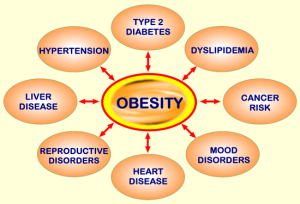 TYPE 2
DIABETES
HYPERTENSION
DYSLIPIDEMIA
LIVER
DISEASE
OBESITY
CANCER
RISK
REPRODUCTIVE
DISORDERS
MOOD
DISORDERS
HEART
DISEASE